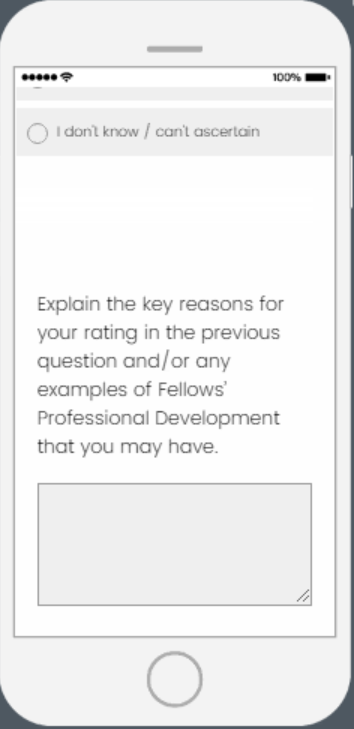 100%
I don't know / can't ascertain
Explain the key reasons for
your rating in the previous
question and/or any
examples of Fellows'
Professional Development
that you may have.